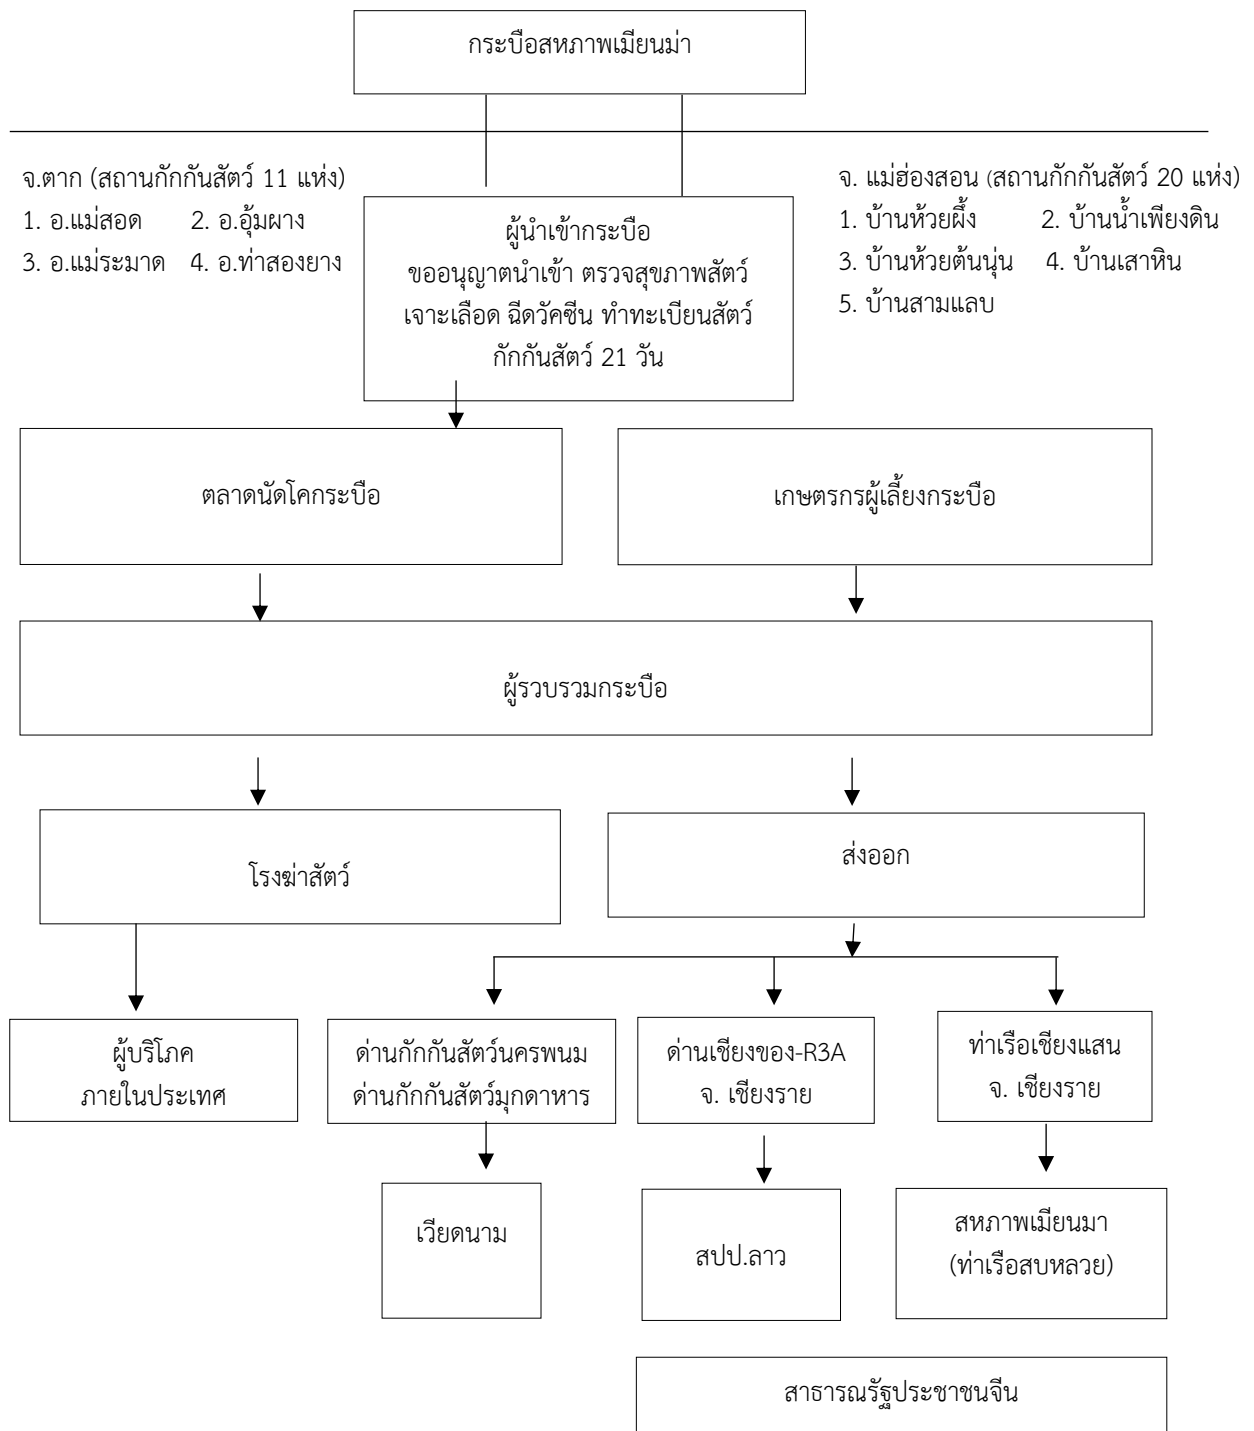 กระบือสหภาพเมียนม่า
จ.ตาก (สถานกักกันสัตว์ 11 แห่ง)
1. อ.แม่สอด 2. อ.อุ้มผาง
3. อ.แม่ระมาด 4. อ.ท่าสองยาง
จ. แม่ฮ่องสอน (สถานกักกันสัตว์ 20 แห่ง)
1. บ้านห้วยผึ้ง 2. บ้านน้ำเพียงดิน
3. บ้านห้วยต้นนุ่น 4. บ้านเสาหิน
5. บ้านสามแลบ
ผู้นำเข้ากระบือ
ขออนุญาตนำเข้า ตรวจสุขภาพสัตว์
เจาะเลือด ฉีดวัคซีน ทำทะเบียนสัตว์
กักกันสัตว์ 21 วัน
ตลาดนัดโคกระบือ
เกษตรกรผู้เลี้ยงกระบือ
ผู้รวบรวมกระบือ
โรงฆ่าสัตว์
ส่งออก
ผู้บริโภค
ภายในประเทศ
ด่านกักกันสัตว์นครพนม
ด่านกักกันสัตว์มุกดาหาร
ด่านเชียงของ-R3A
จ. เชียงราย
ท่าเรือเชียงแสน
จ. เชียงราย
เวียดนาม
สปป.ลาว
สหภาพเมียนมา
(ท่าเรือสบหลวย)
สาธารณรัฐประชาชนจีน